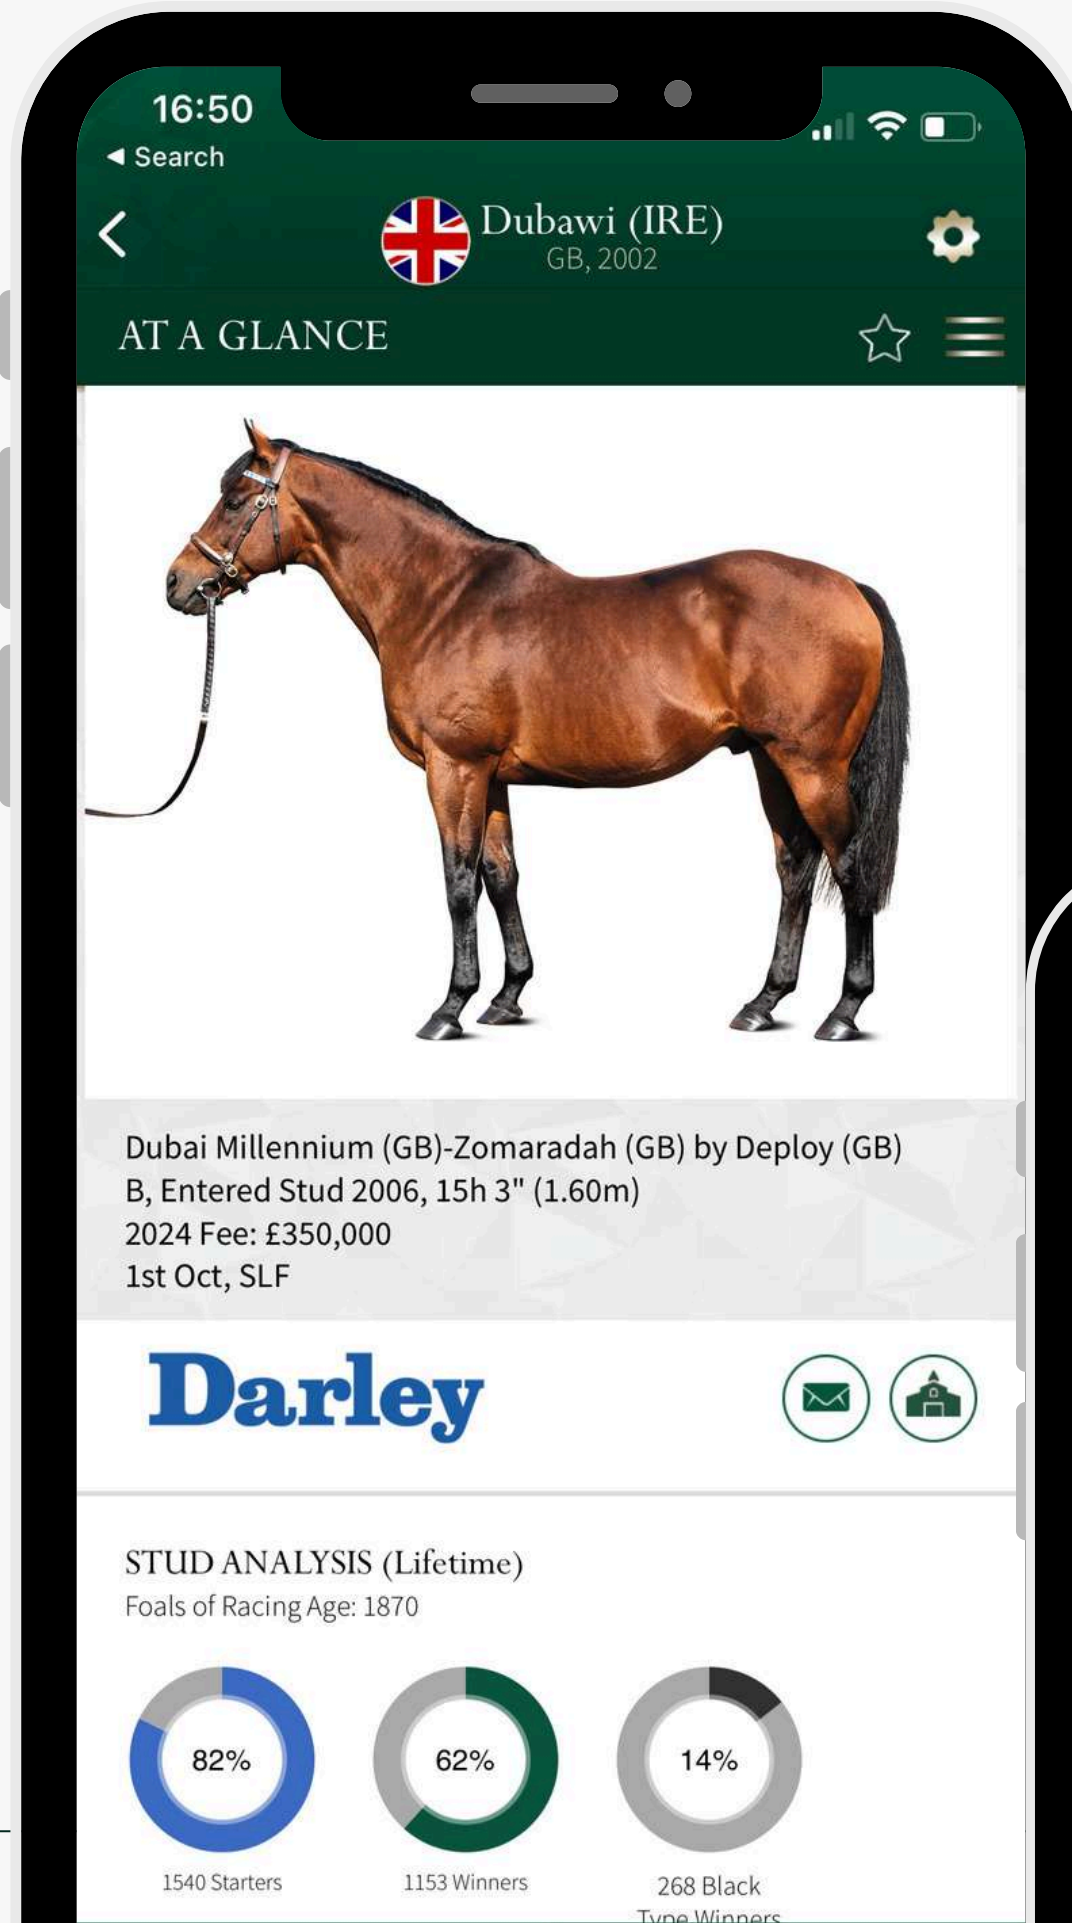 16:50
◀ Search
Dubawi (IRE)
GB, 2002
AT A GLANCE
Dubai Millennium (GB)-Zomaradah (GB) by Deploy (GB)
B, Entered Stud 2006, 15h 3" (1.60m)
2024 Fee: £350,000
1st Oct, SLF
Darley
STUD ANALYSIS (Lifetime)
Foals of Racing Age: 1870
82% 62% 14%
1540 Starters 1153 Winners 268 Black
Type Winners